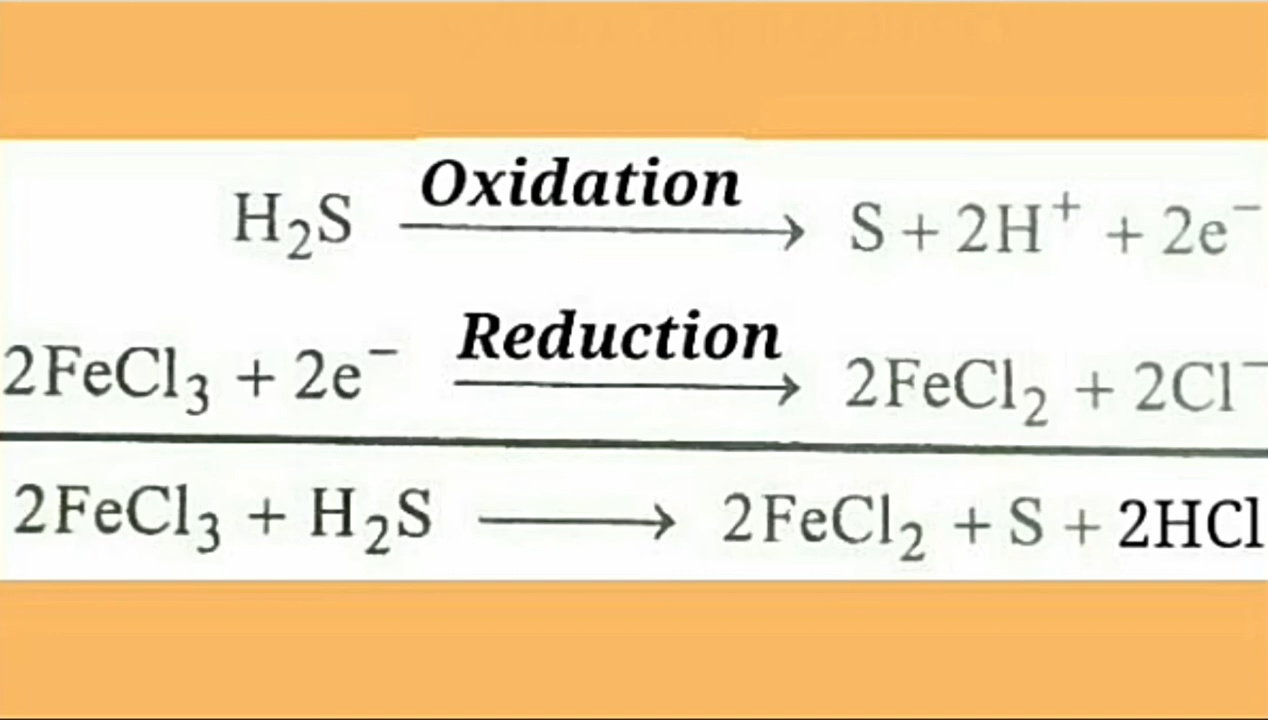 Oxidation
H₂S ⟶ S + 2H⁺ + 2e⁻
Reduction
2FeCl₃ + 2e⁻ ⟶ 2FeCl₂ + 2Cl⁻
2FeCl₃ + H₂S ⟶ 2FeCl₂ + S + 2HCl